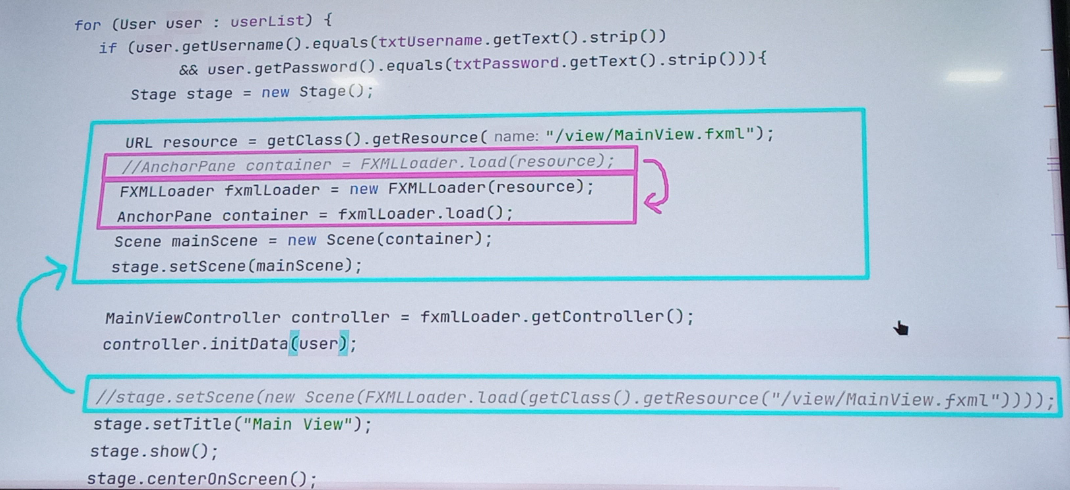 for (User user : userList) {
if (user.getUsername().equals(txtUsername.getText().strip())
&& user.getPassword().equals(txtPassword.getText().strip())){
Stage stage = new Stage();
URL resource = getClass().getResource( name: "/view/MainView.fxml");
//AnchorPane container = FXMLLoader.load(resource);
FXMLLoader fxmlLoader = new FXMLLoader(resource);
AnchorPane container = fxmlLoader.load();
Scene mainScene = new Scene(container);
stage.setScene(mainScene);
MainViewController controller = fxmlLoader.getController();
controller.initData(user);
//stage.setScene(new Scene(FXMLLoader.load(getClass().getResource("/view/MainView.fxml"))));
stage.setTitle("Main View");
stage.show();
stage.centerOnScreen();